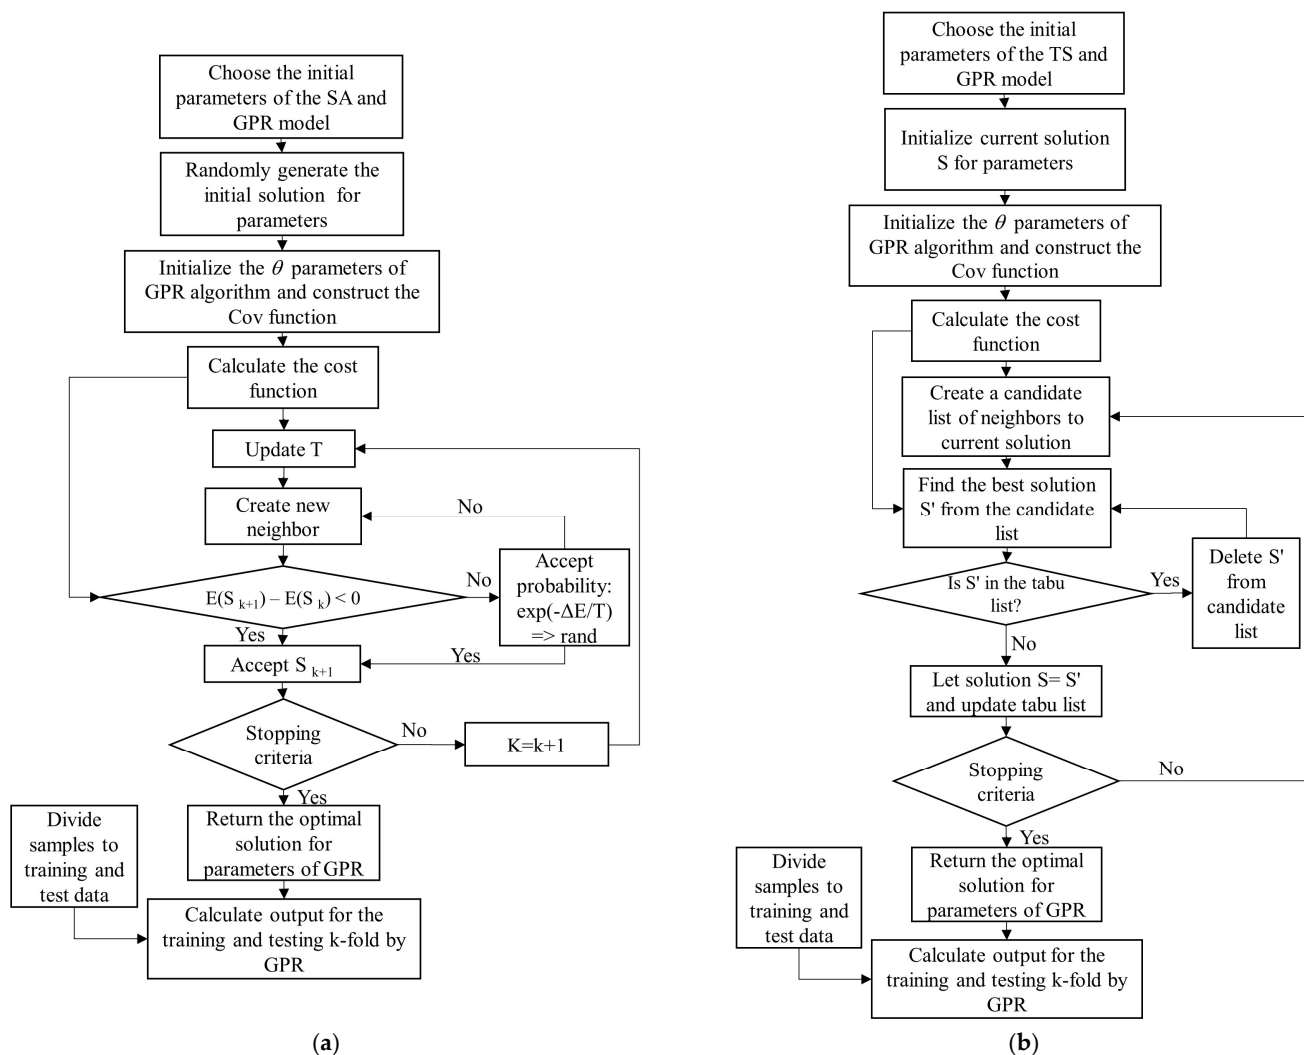 Choose the initial
parameters of the SA and
GPR model
Randomly generate the
initial solution for
parameters
Initialize the θ parameters of
GPR algorithm and construct the
Cov function
Calculate the cost
function
Update T
Create new
neighbor
No
E(S k+1) – E(S k) < 0
No
Accept
probability:
exp(-ΔE/T)
=> rand
Yes
Yes
Accept S k+1
Stopping
criteria
No
K=k+1
Yes
Divide
samples to
training and
test data
Return the optimal
solution for
parameters of GPR
Calculate output for the
training and testing k-fold by
GPR
(a)
Choose the initial
parameters of the TS and
GPR model
Initialize current solution
S for parameters
Initialize the θ parameters of
GPR algorithm and construct the
Cov function
Calculate the cost
function
Create a candidate
list of neighbors to
current solution
Find the best solution
S' from the candidate
list
Is S' in the tabu
list?
Yes
Delete S'
from
candidate
list
No
Let solution S= S'
and update tabu list
Stopping
criteria
No
Yes
Divide
samples to
training and
test data
Return the optimal
solution for
parameters of GPR
Calculate output for the
training and testing k-fold by
GPR
(b)